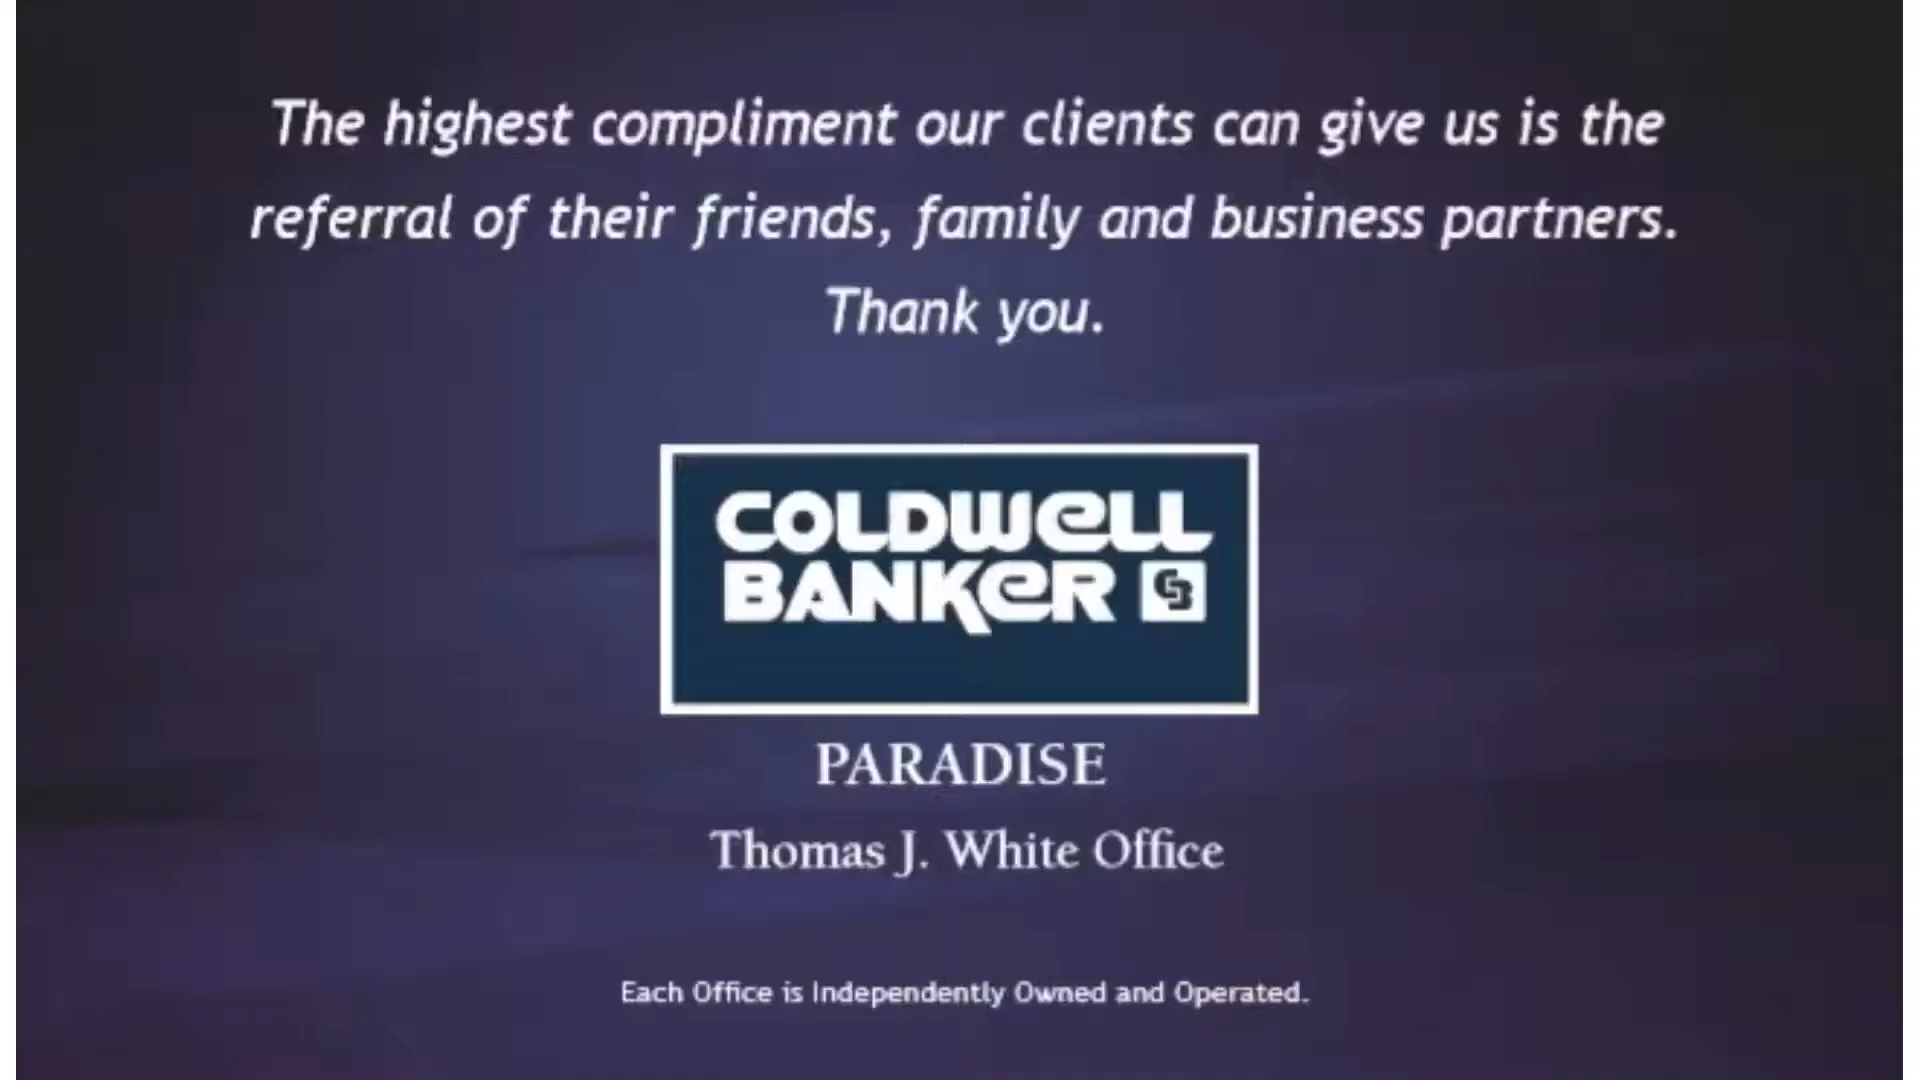 The highest compliment our clients can give us is the
referral of their friends, family and business partners.
Thank you.
COLDWELL
BANKER CB
PARADISE
Thomas J. White Office
Each Office is Independently Owned and Operated.